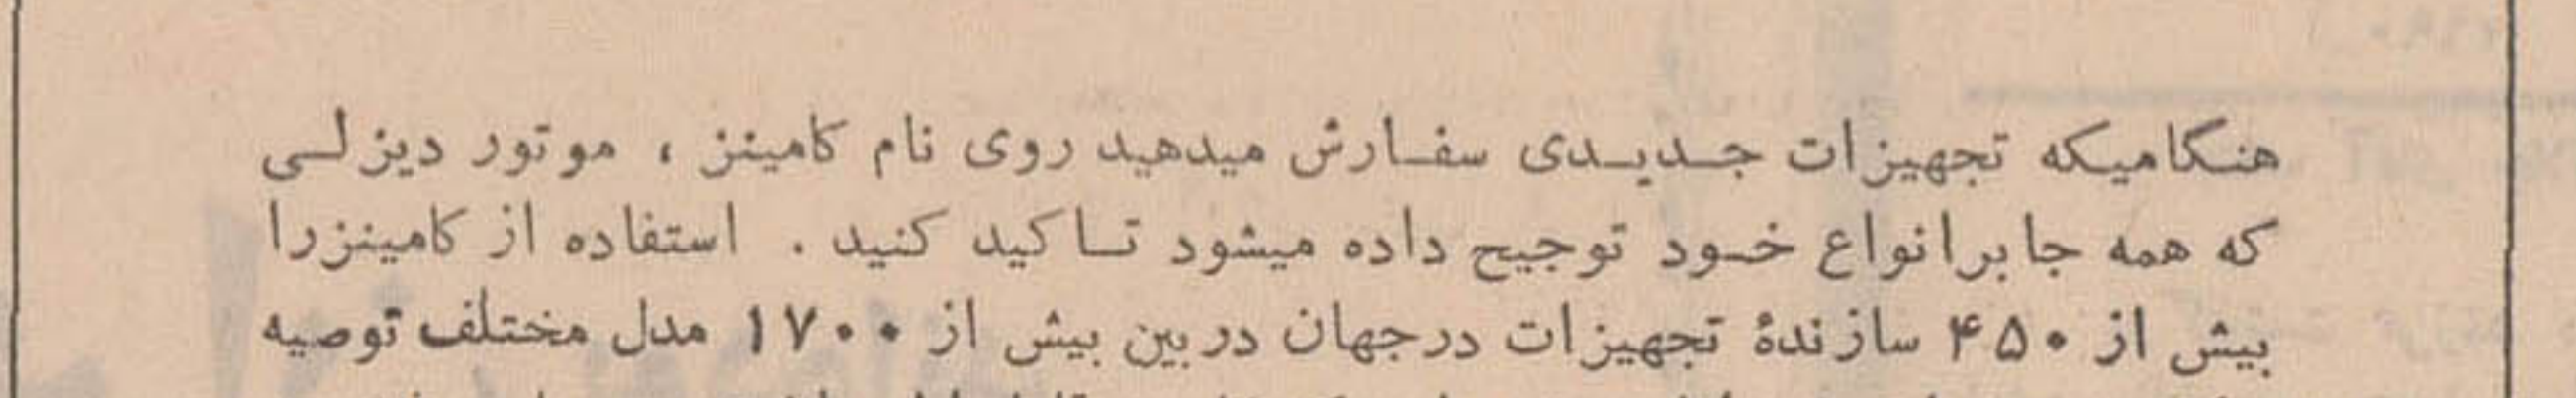 هنگامیکه تجهیزات جدیدی سفارش میدهید روی نام کامینز ، موتور دیزلی
که همه جا برانواع خود توجیح داده میشود تاکید کنید . استفاده از کامینزرا
بیش از ۴۵۰ سازندهٔ تجهیزات درجهان دربین بیش از ۱۷۰۰ مدل مختلف توصیه